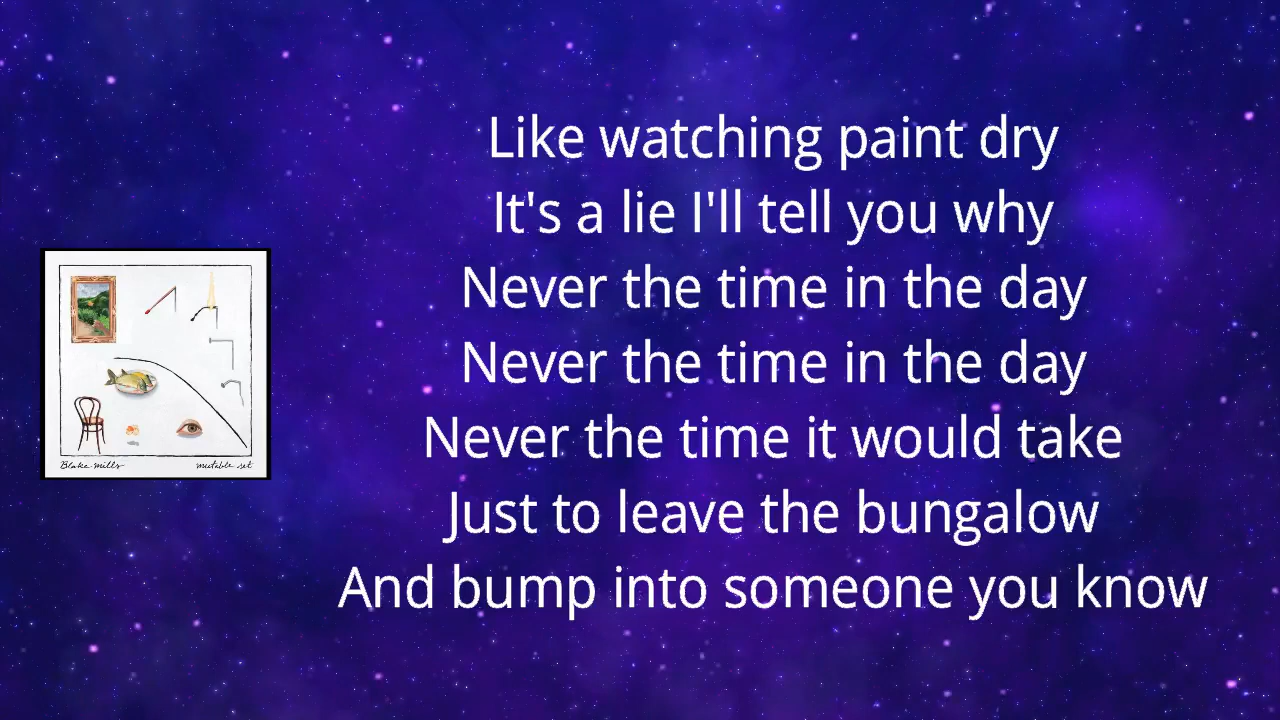 Like watching paint dry
It's a lie I'll tell you why
Never the time in the day
Never the time in the day
Never the time it would take
Just to leave the bungalow
And bump into someone you know
Blake mills
mutable set